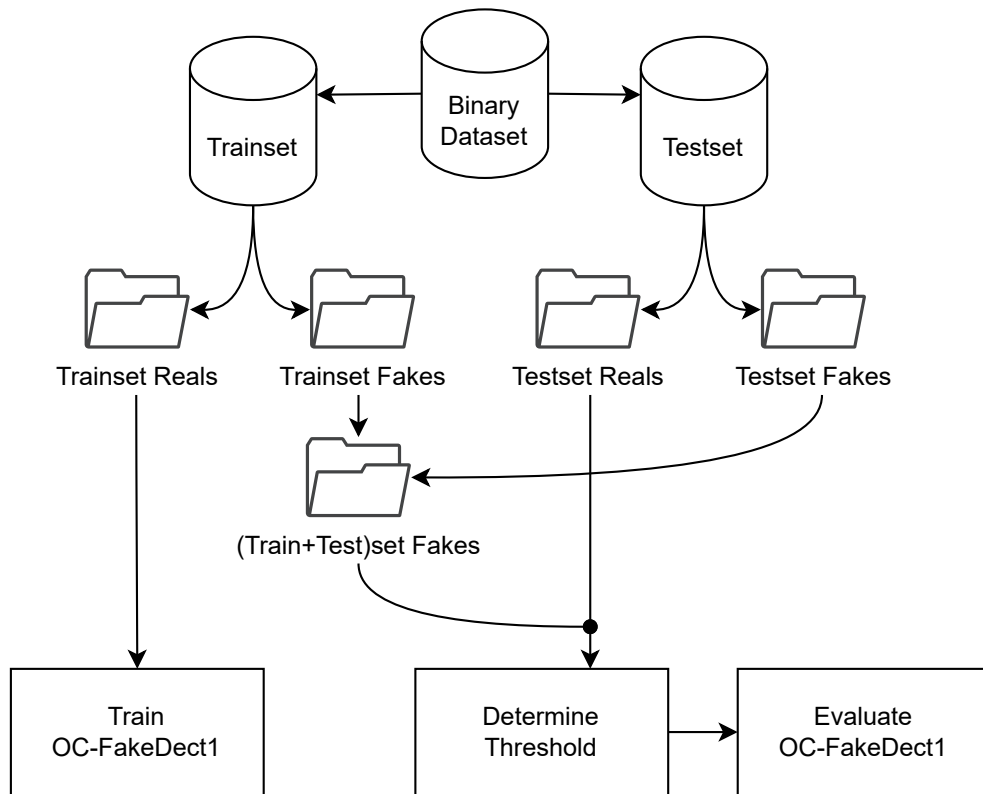 Binary
Dataset
Trainset
Testset
Trainset Reals
Trainset Fakes
Testset Reals
Testset Fakes
(Train+Test)set Fakes
Train
OC-FakeDect1
Determine
Threshold
Evaluate
OC-FakeDect1